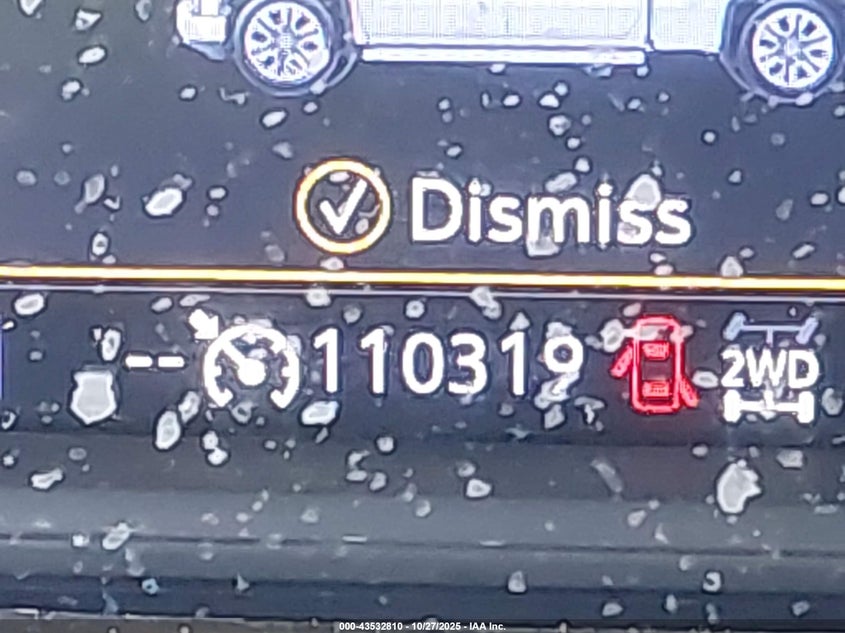 Dismiss
-- 110319 2WD
000-43532810 - 10/27/2025 - IAA Inc.